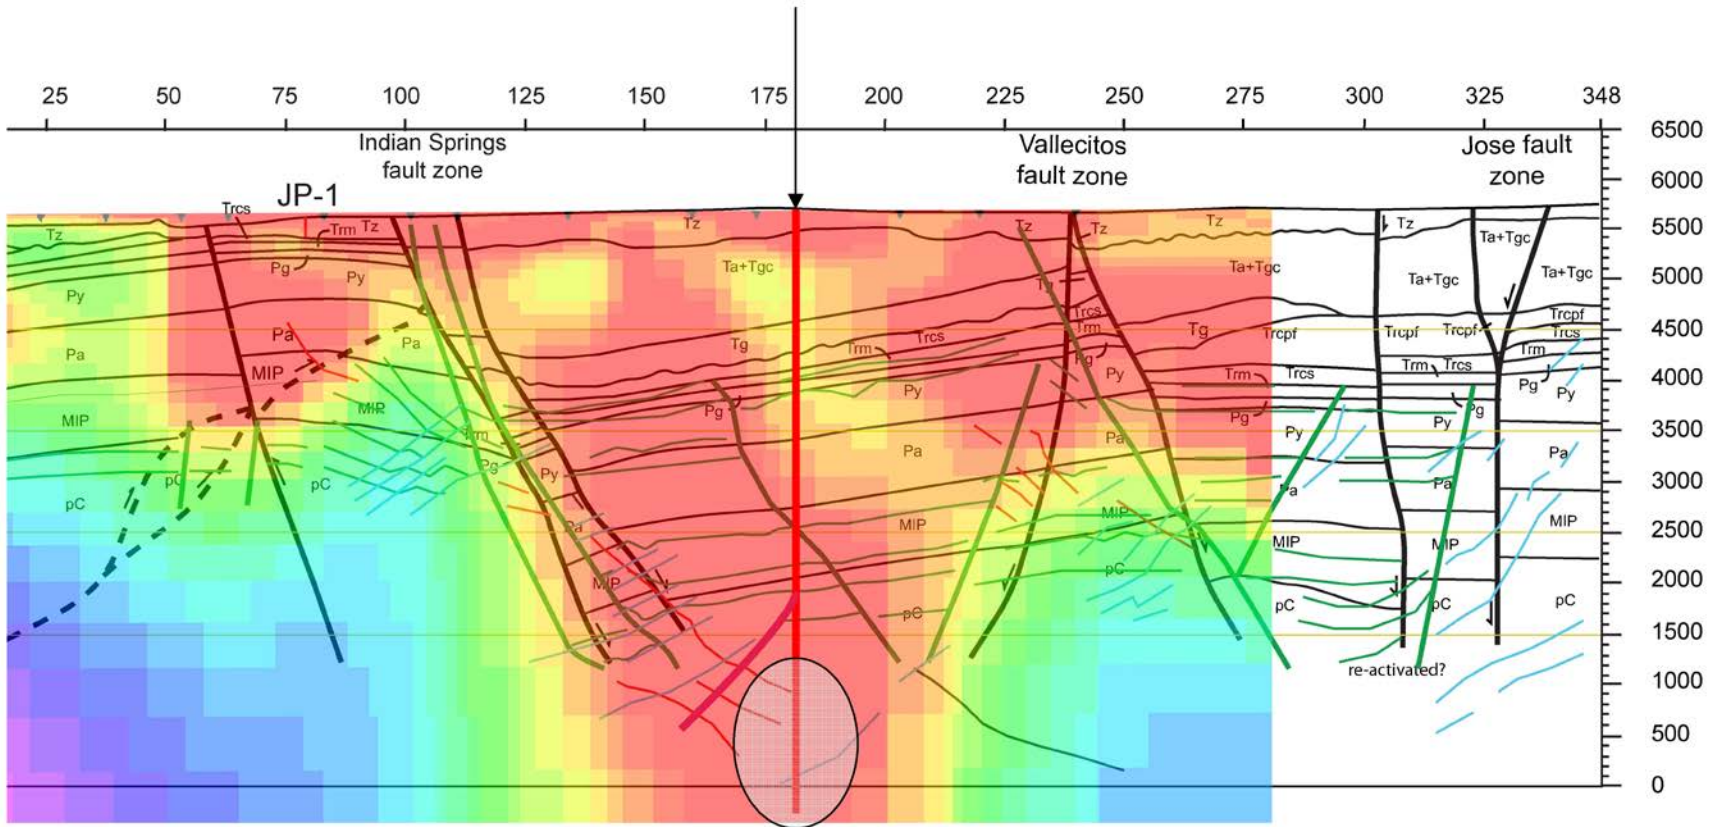 25 50 75 100 125 150 175 200 225 250 275 300 325 348
6500
Indian Springs
fault zone
Vallecitos
fault zone
Jose fault
zone
6000
JP-1
Trcs
Tz
Trm Tz
Tz
Tz
Tz
Tz
Tz
5500
Ta+Tgc
Pg
Py
Py
Ta+Tgc
Ta+Tgc
Ta+Tgc
Ta+Tgc
5000
Tg
Trcs
Trcpf
Pa
Pa
Pa
Tg
Trm
Trcs
Trm
Tg
Trcpf
Trcpf
Trcpf
Trcs
4500
Trm
Pg
MIP
Py
Py
Trm
Trcs
Trm
Trcs
Pg
Py
4000
MIP
MIP
Pg
Pg
Pg
Trm
Py
Py
3500
Pa
Pa
Pa
Pg
Py
pC
pC
Pa
Pa
3000
pC
Pa
MIP
MIP
MIP
MIP
MIP
2500
MIP
pC
2000
pC
pC
pC
pC
1500
re-activated?
1000
500
0